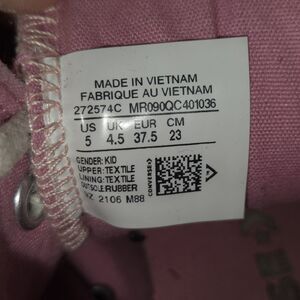 MADE IN VIETNAM
FABRIQUE AU VIETNAM
272574C MR090QC401036
US UK EUR CM
5 4.5 37.5 23
GENDER: KID
UPPER: TEXTILE
LINING: TEXTILE
OUTSOLE: RUBBER
2106 M88
CONVERSE